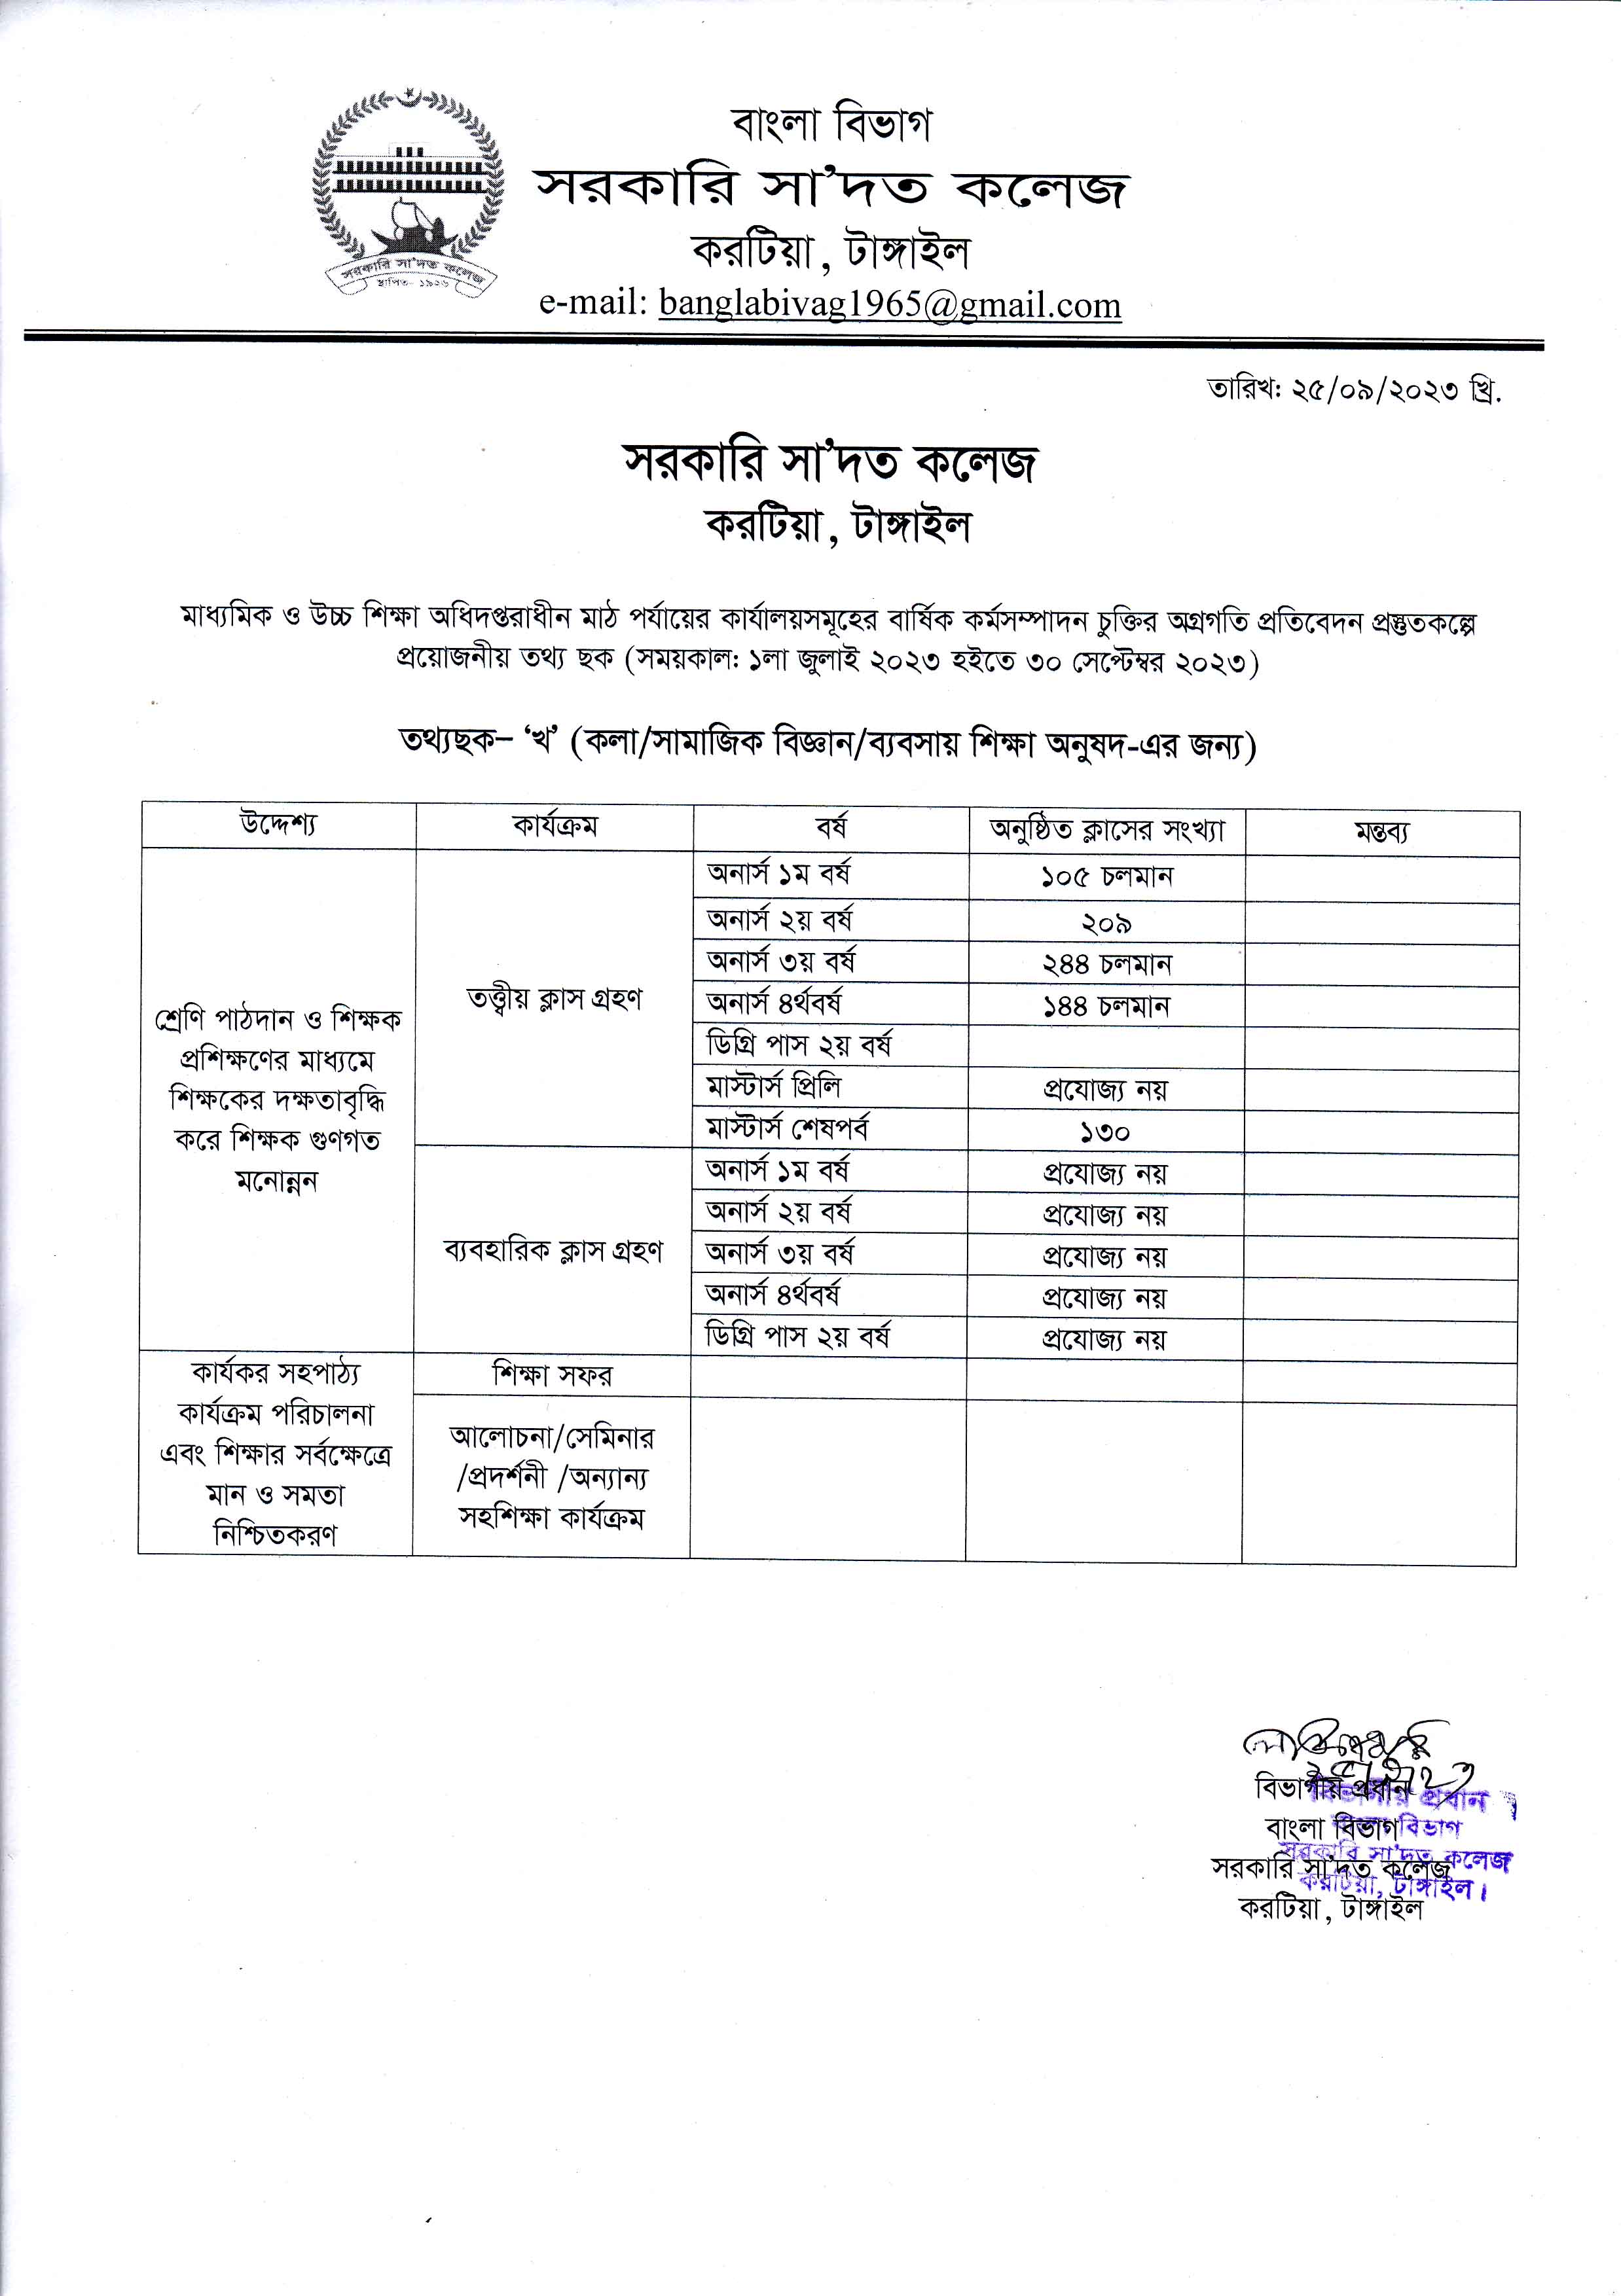 বাংলা বিভাগ
সরকারি সা'দত কলেজ
করটিয়া, টাঙ্গাইল
e-mail: banglabivag1965@gmail.com
সরকারি সা'দত কলেজ
স্থাপিত- ১৯২৬
তারিখ: ২৫/০৯/২০২৩ খ্রি.
সরকারি সা'দত কলেজ
করটিয়া, টাঙ্গাইল
মাধ্যমিক ও উচ্চ শিক্ষা অধিদপ্তরাধীন মাঠ পর্যায়ের কার্যালয়সমূহের বার্ষিক কর্মসম্পাদন চুক্তির অগ্রগতি প্রতিবেদন প্রস্তুতকল্পে
প্রয়োজনীয় তথ্য ছক (সময়কাল: ১লা জুলাই ২০২৩ হইতে ৩০ সেপ্টেম্বর ২০২৩)
তথ্যছক– 'খ' (কলা/সামাজিক বিজ্ঞান/ব্যবসায় শিক্ষা অনুষদ-এর জন্য)
উদ্দেশ্য কার্যক্রম বর্ষ অনুষ্ঠিত ক্লাসের সংখ্যা মন্তব্য
শ্রেণি পাঠদান ও শিক্ষক
প্রশিক্ষণের মাধ্যমে
শিক্ষকের দক্ষতাবৃদ্ধি
করে শিক্ষক গুণগত
মনোন্নন
তত্ত্বীয় ক্লাস গ্রহণ
অনার্স ১ম বর্ষ ১০৫ চলমান
অনার্স ২য় বর্ষ ২০৯
অনার্স ৩য় বর্ষ ২৪৪ চলমান
অনার্স ৪র্থবর্ষ ১৪৪ চলমান
ডিগ্রি পাস ২য় বর্ষ
মাস্টার্স প্রিলি প্রযোজ্য নয়
মাস্টার্স শেষপর্ব ১৩০
ব্যবহারিক ক্লাস গ্রহণ
অনার্স ১ম বর্ষ প্রযোজ্য নয়
অনার্স ২য় বর্ষ প্রযোজ্য নয়
অনার্স ৩য় বর্ষ প্রযোজ্য নয়
অনার্স ৪র্থবর্ষ প্রযোজ্য নয়
ডিগ্রি পাস ২য় বর্ষ প্রযোজ্য নয়
কার্যকর সহপাঠ্য
কার্যক্রম পরিচালনা
এবং শিক্ষার সর্বক্ষেত্রে
মান ও সমতা
নিশ্চিতকরণ
শিক্ষা সফর
আলোচনা/সেমিনার
/প্রদর্শনী /অন্যান্য
সহশিক্ষা কার্যক্রম
বিভাগীয় প্রধান
বাংলা বিভাগ
সরকারি সা'দত কলেজ
করটিয়া, টাঙ্গাইল
বিভাগীয় প্রধান
বিভাগ
সরকারি সা'দত কলেজ
করটিয়া, টাঙ্গাইল।